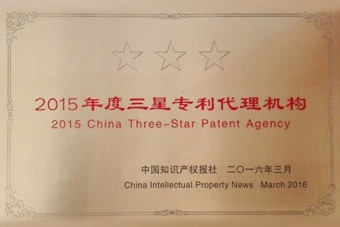 2015年度三星专利代理机构
2015 China Three-Star Patent Agency
中国知识产权报社 二〇一六年三月
China Intellectual Property News March 2016